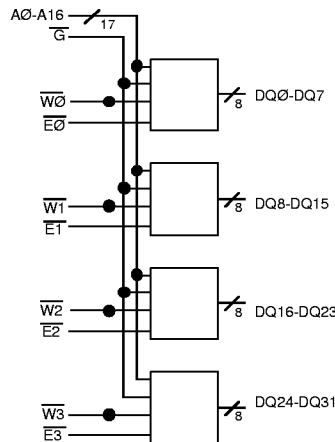 AØ-A16
17
G
WØ
EØ
8
DQØ-DQ7
W1
E1
8
DQ8-DQ15
W2
E2
8
DQ16-DQ23
W3
E3
8
DQ24-DQ31